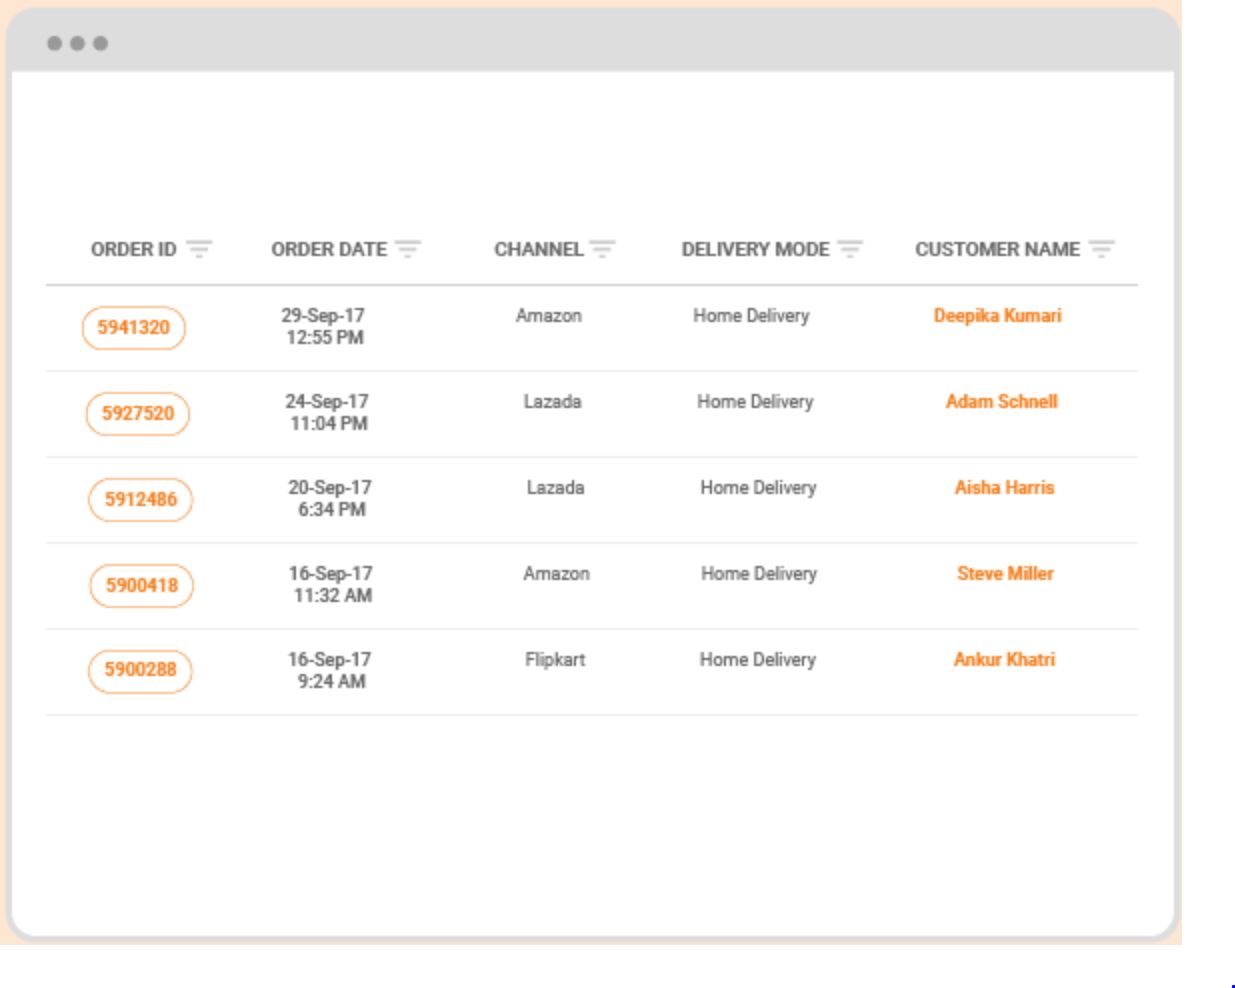 ORDER ID ORDER DATE CHANNEL DELIVERY MODE CUSTOMER NAME
5941320 29-Sep-17 12:55 PM Amazon Home Delivery Deepika Kumari
5927520 24-Sep-17 11:04 PM Lazada Home Delivery Adam Schnell
5912486 20-Sep-17 6:34 PM Lazada Home Delivery Aisha Harris
5900418 16-Sep-17 11:32 AM Amazon Home Delivery Steve Miller
5900288 16-Sep-17 9:24 AM Flipkart Home Delivery Ankur Khatri